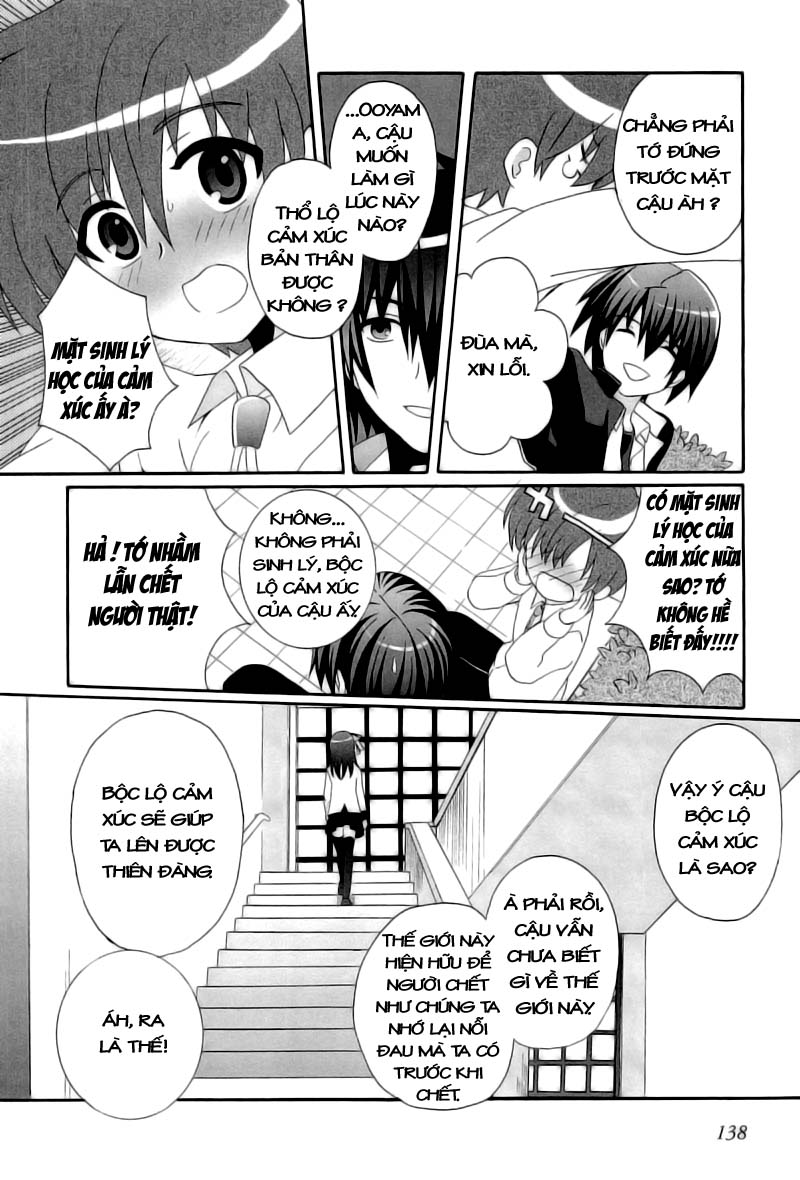 CHẲNG PHẢI
TỚ ĐỨNG
TRƯỚC MẶT
CẬU ÀH ?
ĐÙA MÀ,
XIN LỖI.
...OOYAM
A, CẬU
MUỐN
LÀM GÌ
LÚC NÀY
NÀO?
THỔ LỘ
CẢM XÚC
BẢN THÂN
ĐƯỢC
KHÔNG ?
MẶT SINH LÝ
HỌC CỦA CẢM
XÚC ẤY À?
CÓ MẶT SINH
LÝ HỌC CỦA
CẢM XÚC NỮA
SAO? TỚ
KHÔNG HỀ
BIẾT ĐẤY!!!!
KHÔNG...
KHÔNG PHẢI
SINH LÝ, BỘC
LỘ CẢM XÚC
CỦA CẬU ẤY.
HẢ ! TỚ NHẦM
LẪN CHẾT
NGƯỜI THẬT!
VẬY Ý CẬU
BỘC LỘ
CẢM XÚC
LÀ SAO?
À PHẢI RỒI,
CẬU VẪN
CHƯA BIẾT
GÌ VỀ THẾ
GIỚI NÀY.
THẾ GIỚI NÀY
HIỆN HỮU ĐỂ
NGƯỜI CHẾT
NHƯ CHÚNG TA
NHỚ LẠI NỖI
ĐAU MÀ TA CÓ
TRƯỚC KHI
CHẾT.
BỘC LỘ CẢM
XÚC SẼ GIÚP
TA LÊN ĐƯỢC
THIÊN ĐÀNG.
ÁH, RA
LÀ THẾ!
138